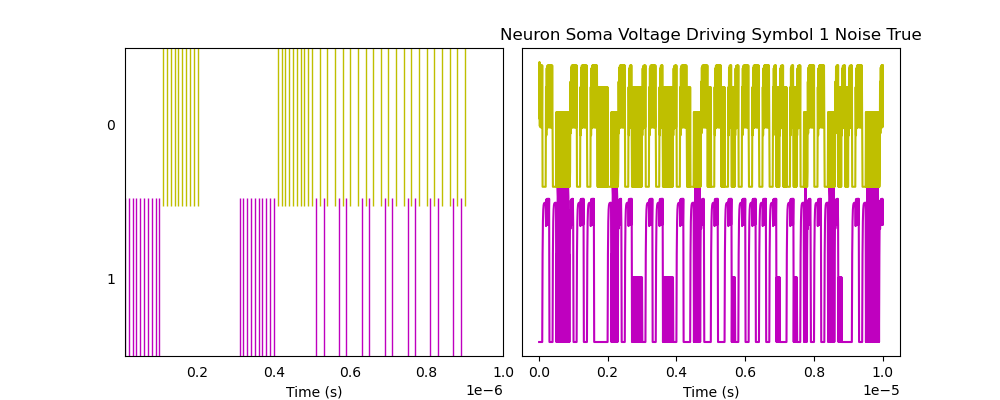 Neuron Soma Voltage Driving Symbol 1 Noise True
0
1
0.2 0.4 0.6 0.8 1.0
1e−6
Time (s)
0.0 0.2 0.4 0.6 0.8 1.0
1e−5
Time (s)